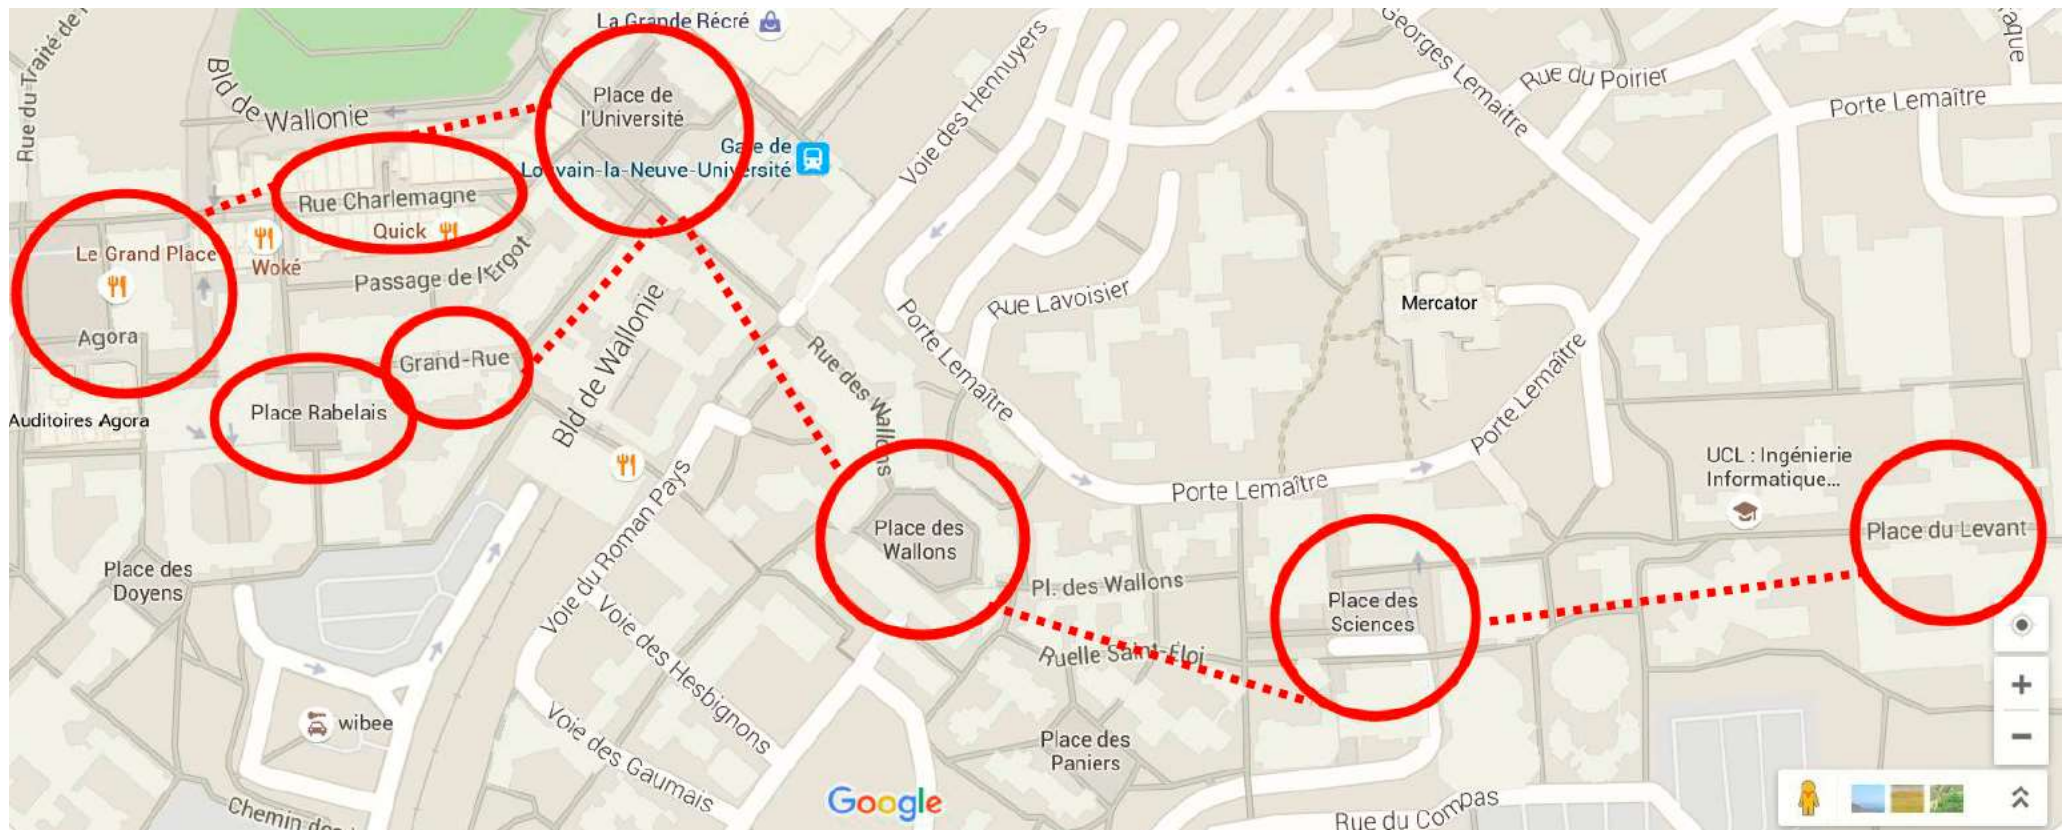 La Grande Récré
Georges Lemaître
raque
Rue du Traité de
Bld de Wallonie
Place de
l'Université
Voie des Hennuyers
Rue du Poirier
Porte Lemaître
Gare de
Louvain-la-Neuve-Université
Rue Charlemagne
Quick
Le Grand Place
Woké
Passage de l'Ergot
Agora
Grand-Rue
Bld de Wallonie
Rue Lavoisier
Mercator
Porte Lemaître
Rue des Wallons
Porte Lemaître
Auditoires Agora
Place Rabelais
UCL : Ingénierie
Informatique...
Porte Lemaître
Place des
Wallons
Place du Levant
Voie du Roman Pays
Place des
Doyens
Pl. des Wallons
Place des
Sciences
Voie des Hesbignons
Ruelle Saint-Éloi
wibee
Place des
Paniers
Voie des Gaumais
Google
Chemin des
Rue du Compas